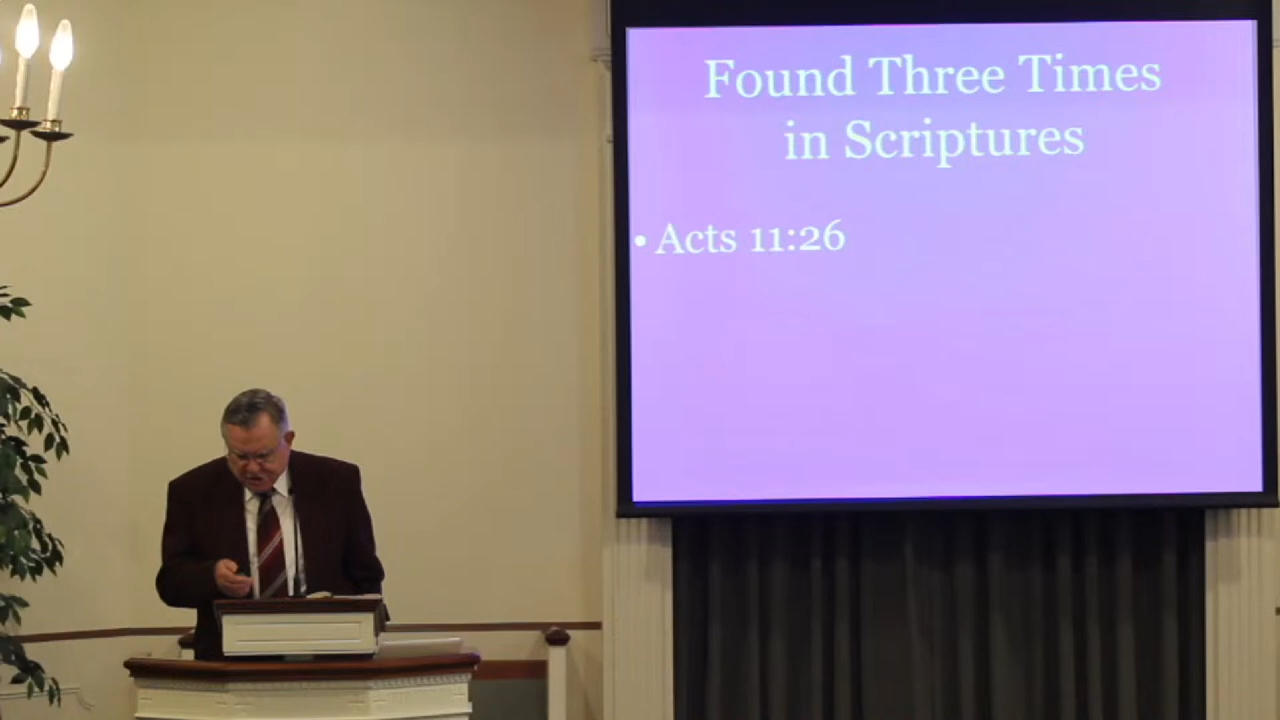 Found Three Times
in Scriptures
• Acts 11:26